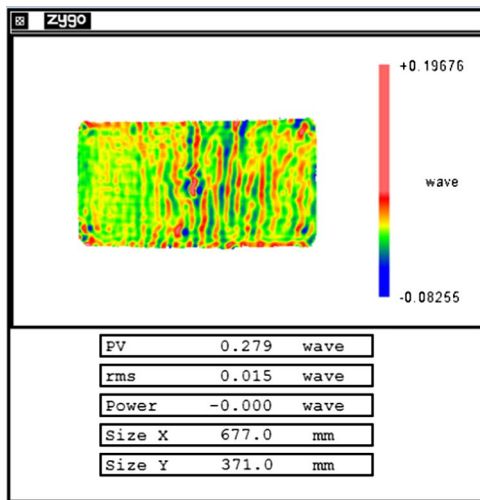 zygo
+0.19676
wave
-0.08255
PV 0.279 wave
rms 0.015 wave
Power -0.000 wave
Size X 677.0 mm
Size Y 371.0 mm